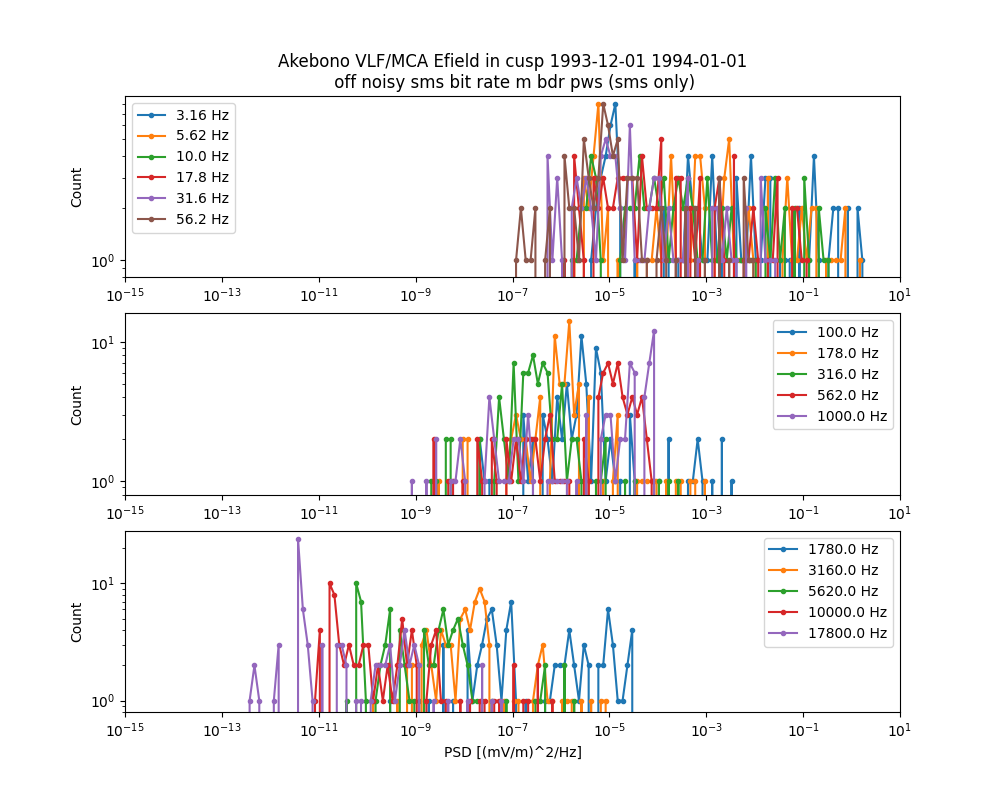 Akebono VLF/MCA Efield in cusp 1993-12-01 1994-01-01
off noisy sms bit rate m bdr pws (sms only)
Count
10^0
3.16 Hz
5.62 Hz
10.0 Hz
17.8 Hz
31.6 Hz
56.2 Hz
10^-15 10^-13 10^-11 10^-9 10^-7 10^-5 10^-3 10^-1 10^1
Count
10^1
10^0
100.0 Hz
178.0 Hz
316.0 Hz
562.0 Hz
1000.0 Hz
10^-15 10^-13 10^-11 10^-9 10^-7 10^-5 10^-3 10^-1 10^1
Count
10^1
10^0
1780.0 Hz
3160.0 Hz
5620.0 Hz
10000.0 Hz
17800.0 Hz
10^-15 10^-13 10^-11 10^-9 10^-7 10^-5 10^-3 10^-1 10^1
PSD [(mV/m)^2/Hz]